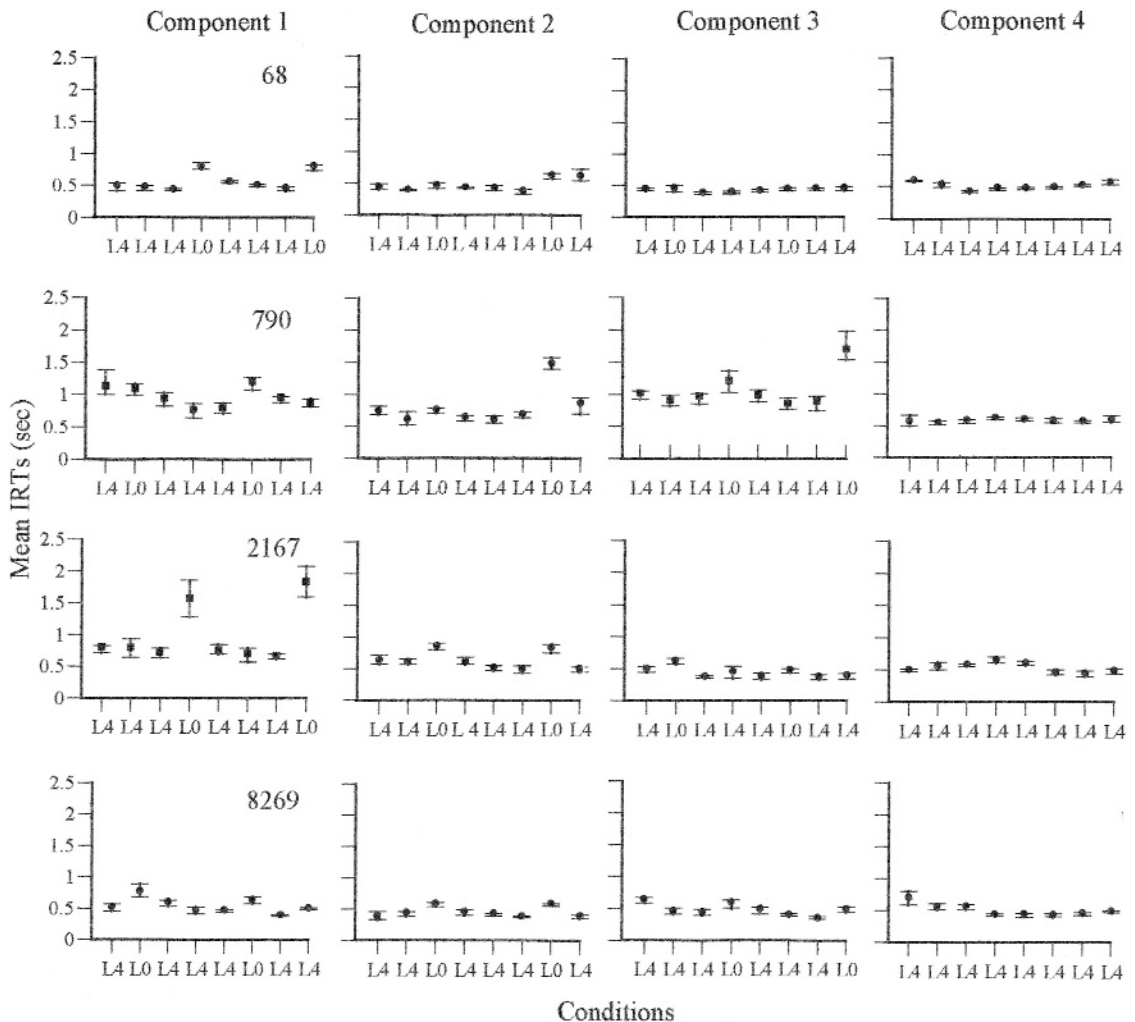 Component 1 Component 2 Component 3 Component 4
Mean IRTs (sec)
68
2.5
2
1.5
1
0.5
0
L4 L4 L4 L0 L4 L4 L4 L0
L4 L4 L0 L4 L4 L4 L0 L4
L4 L0 L4 L4 L4 L0 L4 L4
L4 L4 L4 L4 L4 L4 L4 L4
790
2.5
2
1.5
1
0.5
0
L4 L0 L4 L4 L4 L0 L4 L4
L4 L4 L0 L4 L4 L4 L0 L4
L4 L4 L4 L0 L4 L4 L4 L0
L4 L4 L4 L4 L4 L4 L4 L4
2167
2.5
2
1.5
1
0.5
0
L4 L4 L4 L0 L4 L4 L4 L0
L4 L4 L0 L4 L4 L4 L0 L4
L4 L0 L4 L4 L4 L0 L4 L4
L4 L4 L4 L4 L4 L4 L4 L4
8269
2.5
2
1.5
1
0.5
0
L4 L0 L4 L4 L4 L0 L4 L4
L4 L4 L0 L4 L4 L4 L0 L4
L4 L4 L4 L0 L4 L4 L4 L0
L4 L4 L4 L4 L4 L4 L4 L4
Conditions